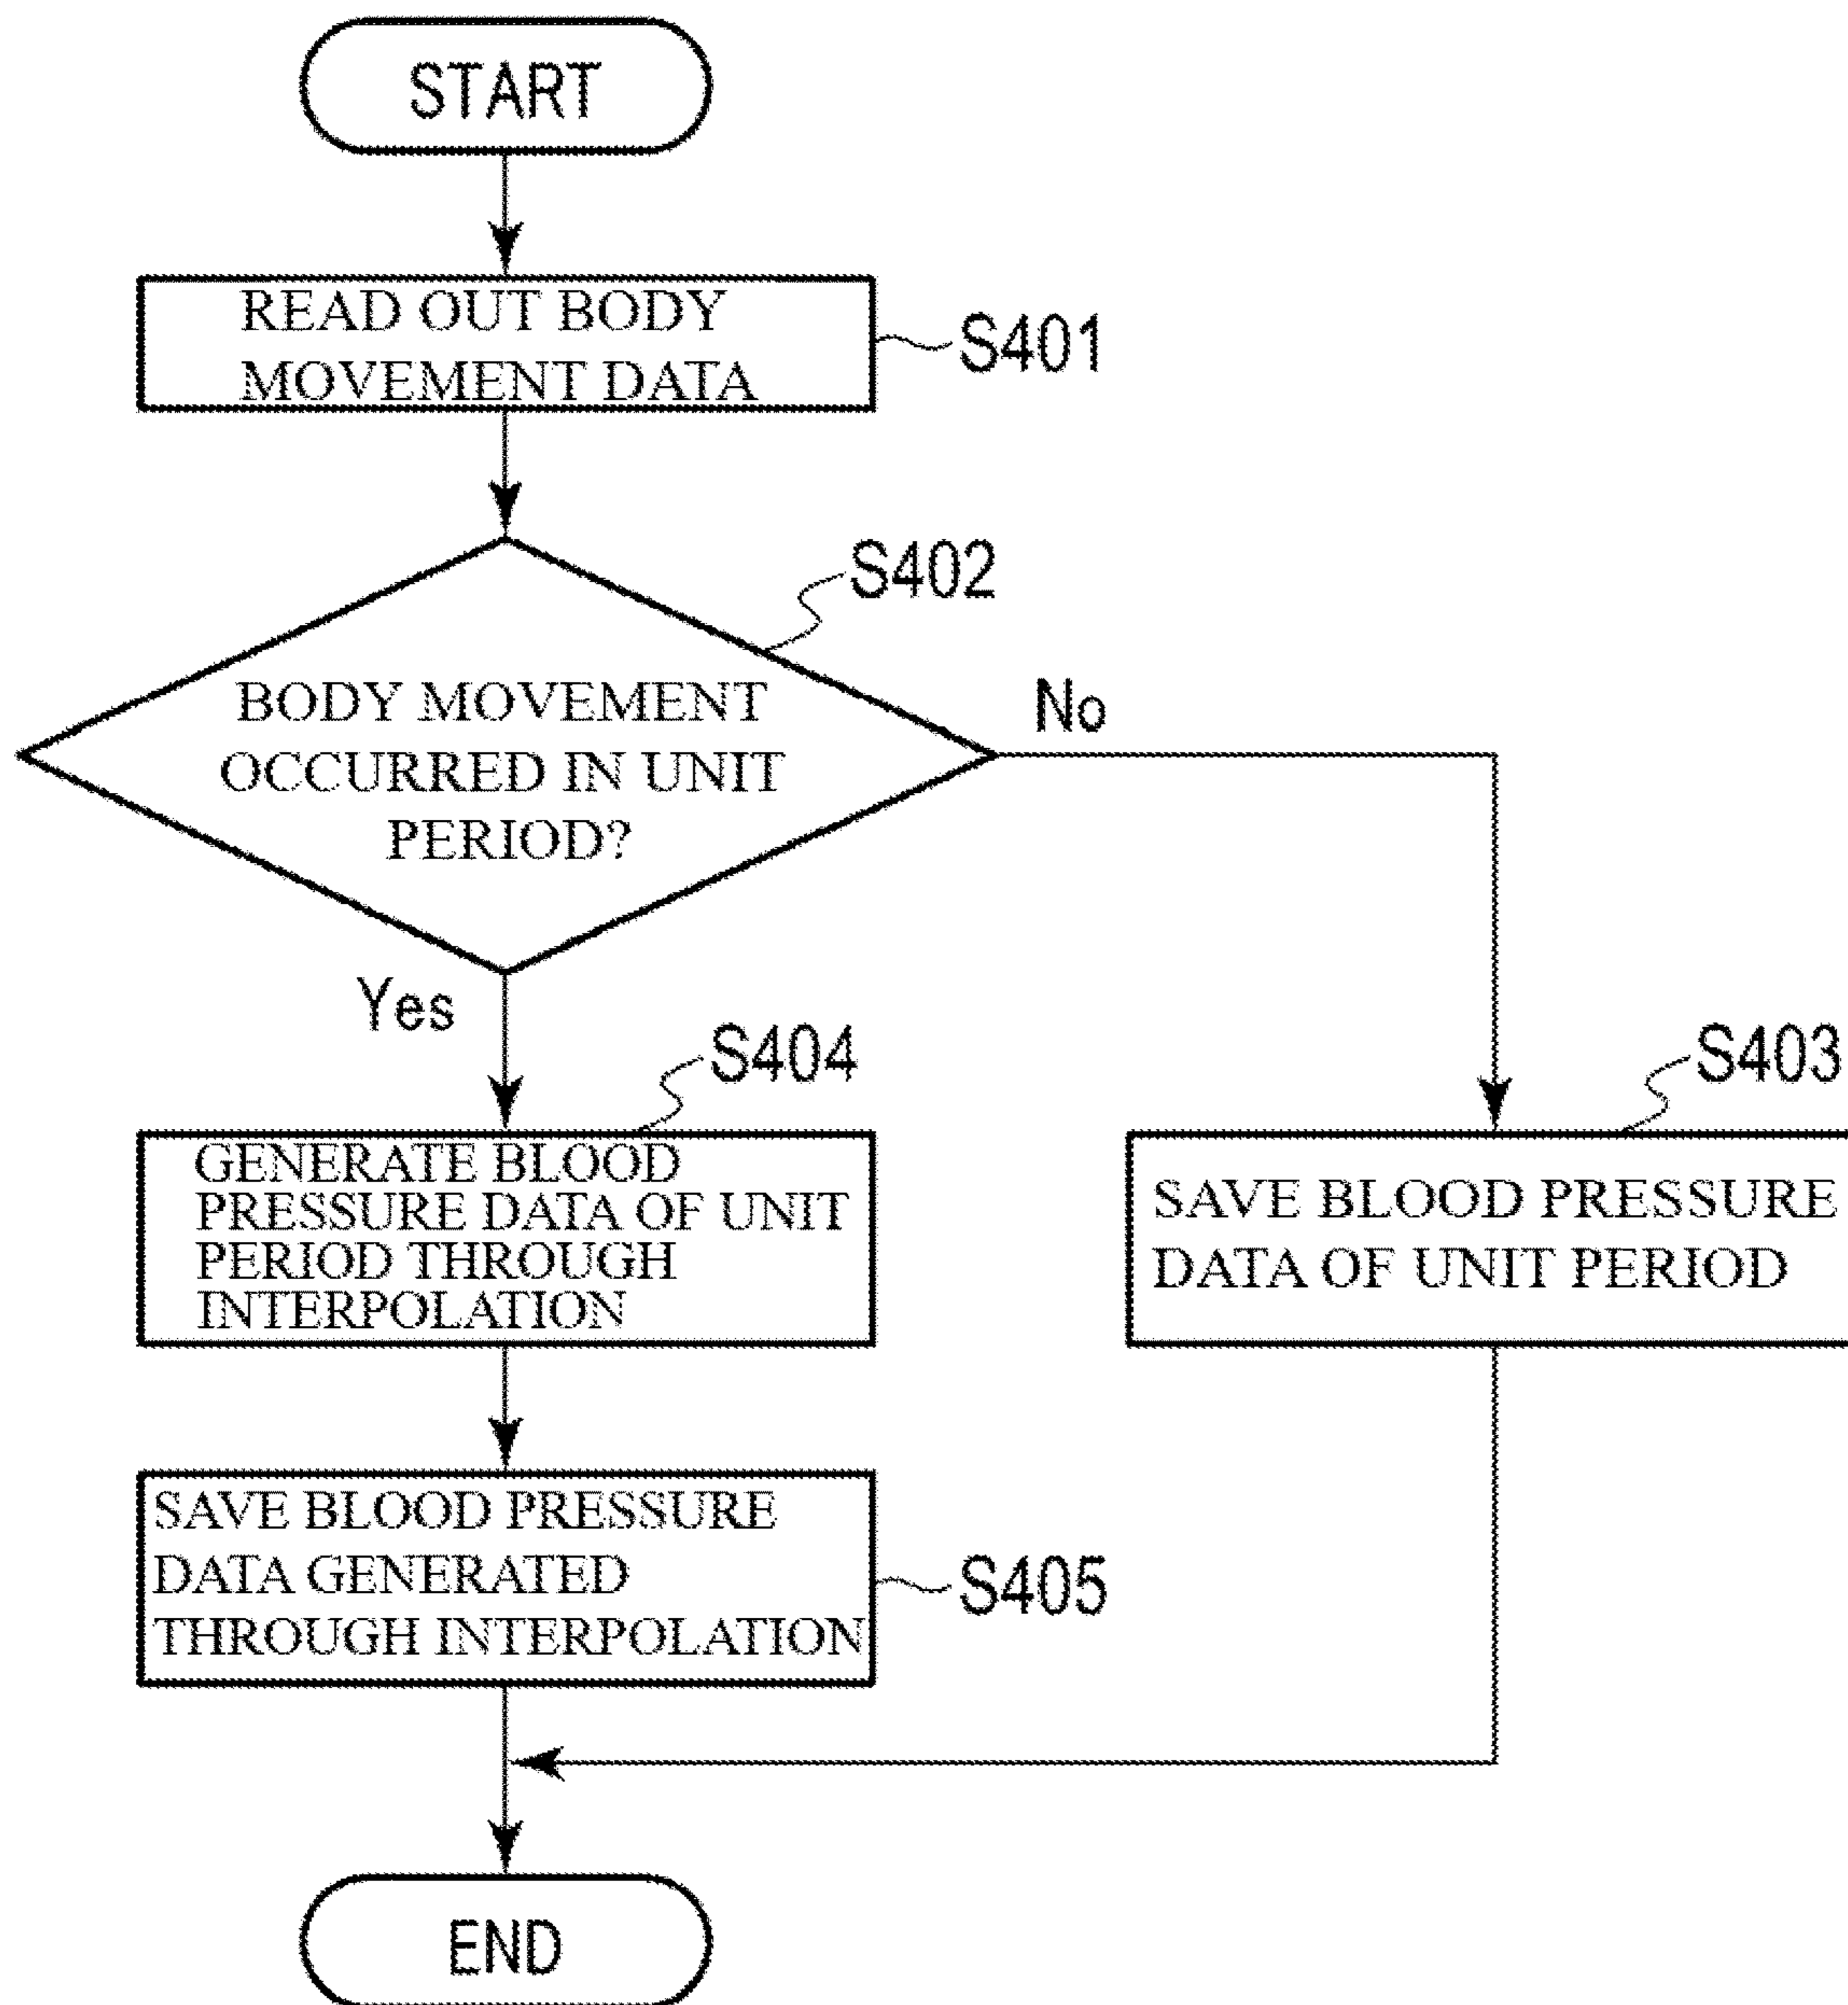 START
READ OUT BODY
MOVEMENT DATA
S401
S402
BODY MOVEMENT
OCCURRED IN UNIT
PERIOD?
No
Yes
S404
GENERATE BLOOD
PRESSURE DATA OF UNIT
PERIOD THROUGH
INTERPOLATION
S403
SAVE BLOOD PRESSURE
DATA OF UNIT PERIOD
SAVE BLOOD PRESSURE
DATA GENERATED
THROUGH INTERPOLATION
S405
END